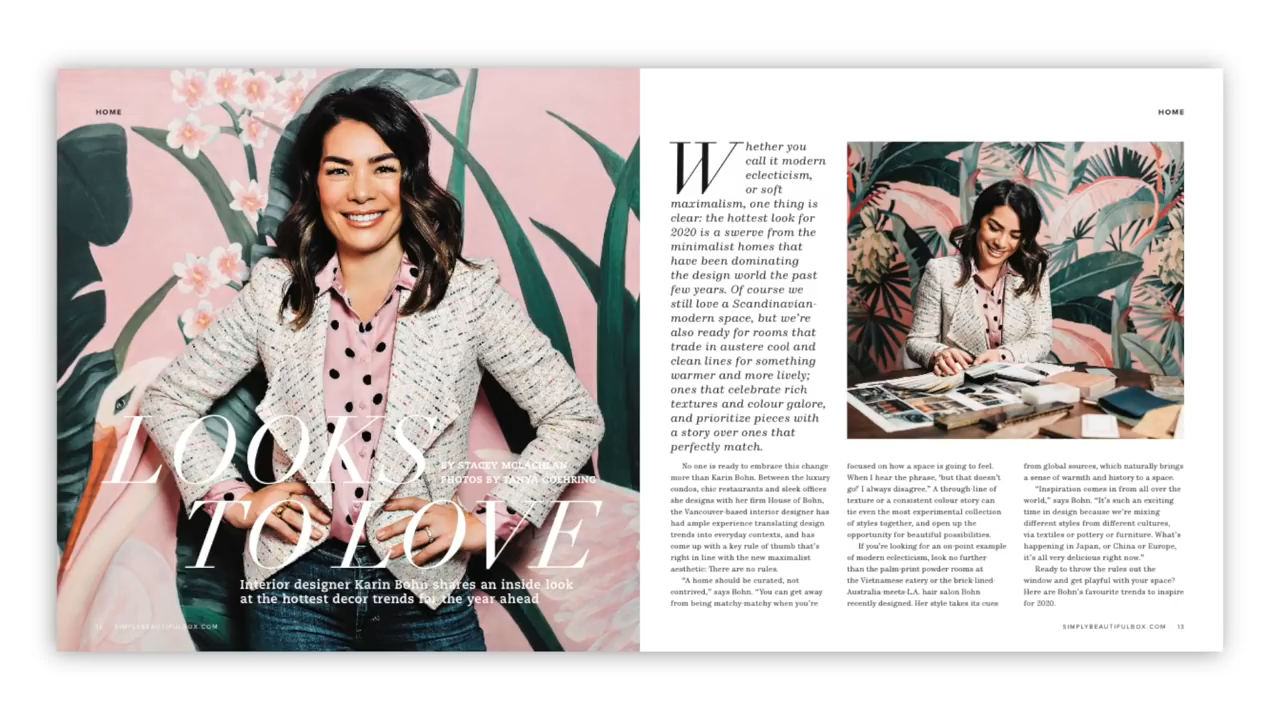 HOME
LOOKS
BY STACEY MCLACHLAN
PHOTOS BY TANYA GOEHRING
TO LOVE
Interior designer Karin Bohn shares an inside look
at the hottest decor trends for the year ahead
12 SIMPLYBEAUTIFULBOX.COM
HOME
Whether you
call it modern
eclecticism,
or soft
maximalism, one thing is
clear: the hottest look for
2020 is a swerve from the
minimalist homes that
have been dominating
the design world the past
few years. Of course we
still love a Scandinavian-
modern space, but we're
also ready for rooms that
trade in austere cool and
clean lines for something
warmer and more lively;
ones that celebrate rich
textures and colour galore,
and prioritize pieces with
a story over ones that
perfectly match.
No one is ready to embrace this change
more than Karin Bohn. Between the luxury
condos, chic restaurants and sleek offices
she designs with her firm House of Bohn,
the Vancouver-based interior designer has
had ample experience translating design
trends into everyday contexts, and has
come up with a key rule of thumb that's
right in line with the new maximalist
aesthetic: There are no rules.
"A home should be curated, not
contrived," says Bohn. "You can get away
from being matchy-matchy when you're
focused on how a space is going to feel.
When I hear the phrase, 'but that doesn't
go!' I always disagree." A through-line of
texture or a consistent colour story can
tie even the most experimental collection
of styles together, and open up the
opportunity for beautiful possibilities.
If you're looking for an on-point example
of modern eclecticism, look no further
than the palm-print powder rooms at
the Vietnamese eatery or the brick-lined
Australia-meets-L.A. hair salon Bohn
recently designed. Her style takes its cues
from global sources, which naturally brings
a sense of warmth and history to a space.
"Inspiration comes in from all over the
world," says Bohn. "It's such an exciting
time in design because we're mixing
different styles from different cultures,
via textiles or pottery or furniture. What's
happening in Japan, or China or Europe,
it's all very delicious right now."
Ready to throw the rules out the
window and get playful with your space?
Here are Bohn's favourite trends to inspire
for 2020.
SIMPLYBEAUTIFULBOX.COM 13